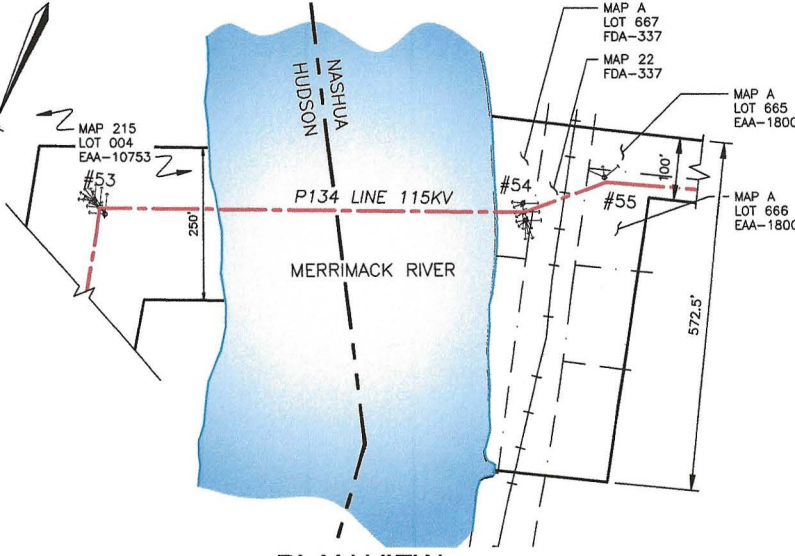 MAP A
LOT 667
FDA-337
MAP 22
FDA-337
MAP A
LOT 665
EAA-1800
MAP 215
LOT 004
EAA-10753
NASHUA
HUDSON
#53
P134 LINE 115KV
#54
#55
100'
MAP A
LOT 666
EAA-1800
250'
MERRIMACK RIVER
572.5'